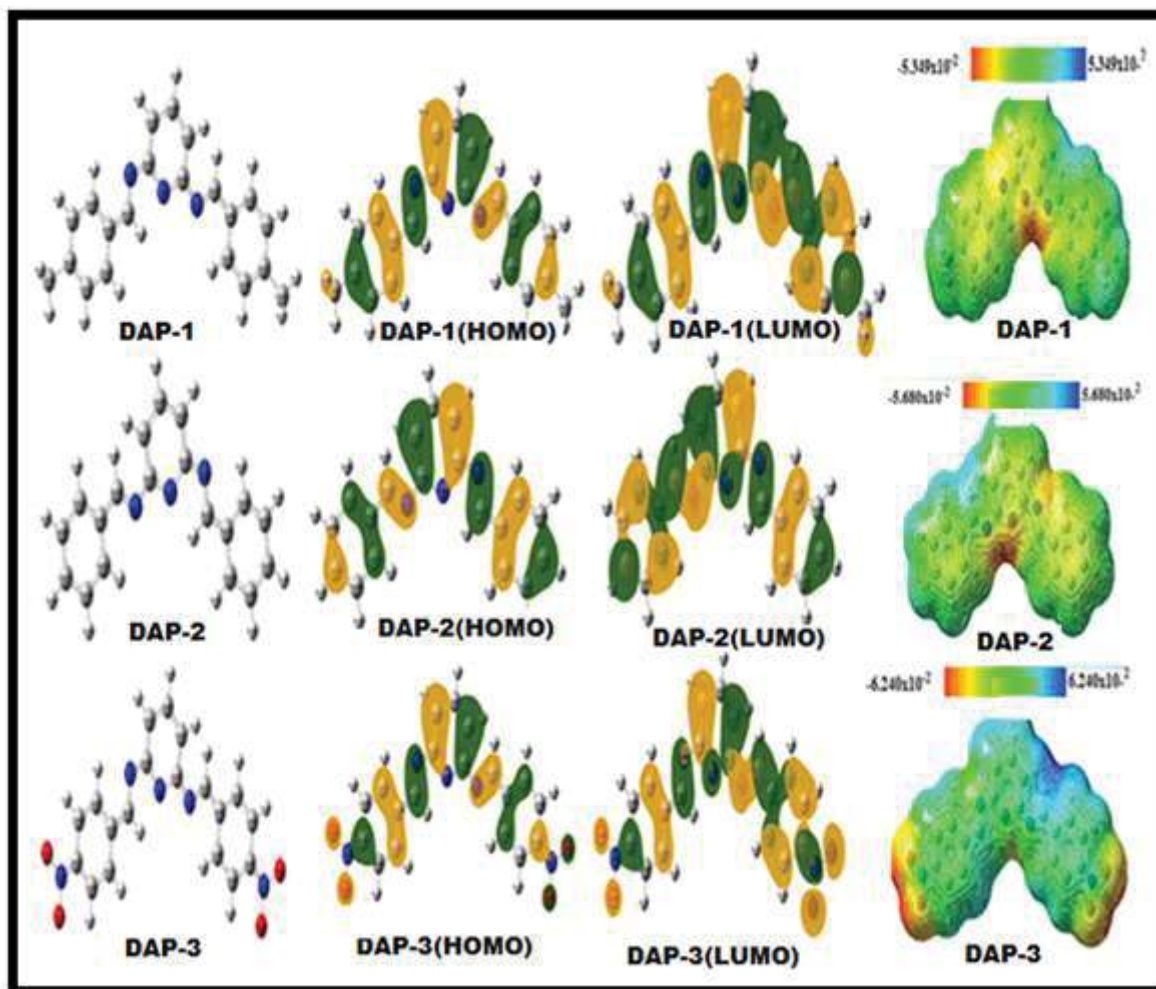 -5.349x10⁻² 5.349x10-²
DAP-1 DAP-1(HOMO) DAP-1(LUMO) DAP-1
-5.680x10⁻² 5.680x10-²
DAP-2 DAP-2(HOMO) DAP-2(LUMO) DAP-2
-6.240x10⁻² 6.240x10-²
DAP-3 DAP-3(HOMO) DAP-3(LUMO) DAP-3